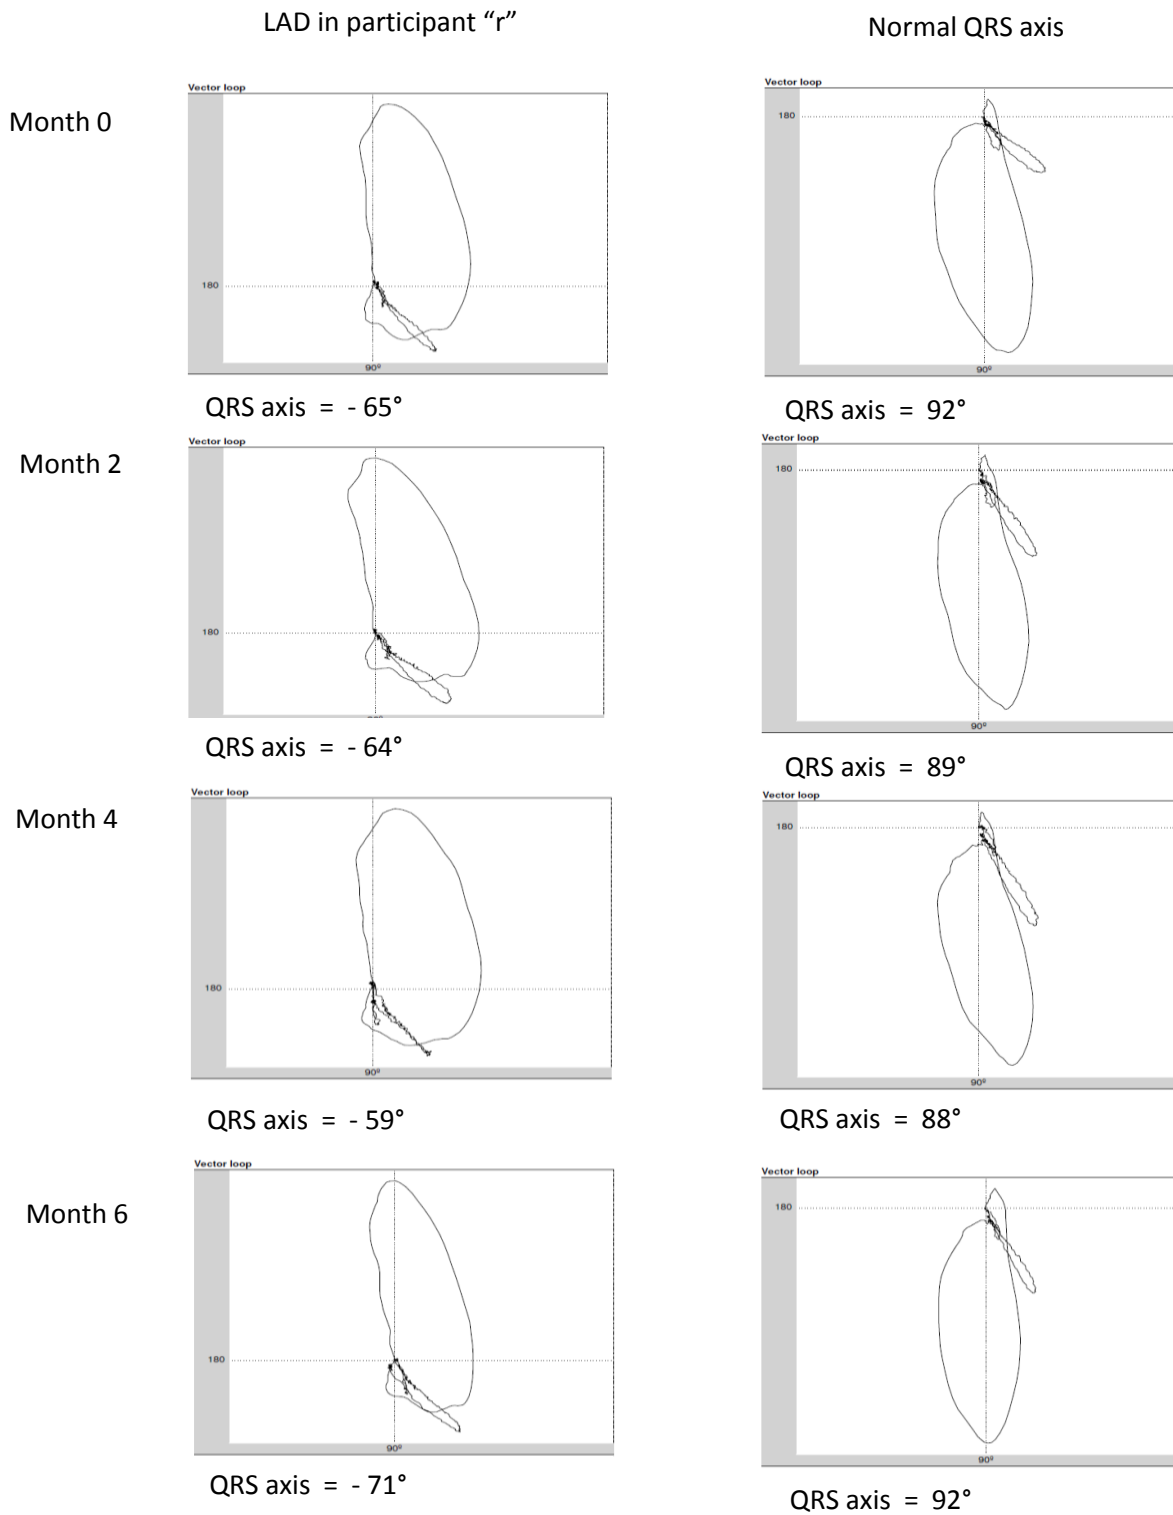 LAD in participant “r”
Normal QRS axis
Month 0
Vector loop
180
90º
QRS axis = - 65°
Vector loop
180
90º
QRS axis = 92°
Month 2
Vector loop
180
QRS axis = - 64°
Vector loop
180
90º
QRS axis = 89°
Month 4
Vector loop
180
90º
QRS axis = - 59°
Vector loop
180
90º
QRS axis = 88°
Month 6
Vector loop
180
90º
QRS axis = - 71°
Vector loop
180
90º
QRS axis = 92°